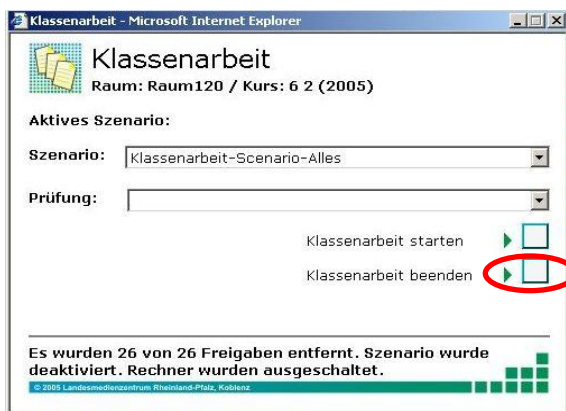 Klassenarbeit - Microsoft Internet Explorer
Klassenarbeit
Raum: Raum120 / Kurs: 6 2 (2005)
Aktives Szenario:
Szenario: Klassenarbeit-Scenario-Alles
Prüfung:
Klassenarbeit starten
Klassenarbeit beenden
Es wurden 26 von 26 Freigaben entfernt. Szenario wurde
deaktiviert. Rechner wurden ausgeschaltet.
© 2005 Landesmedienzentrum Rheinland-Pfalz, Koblenz